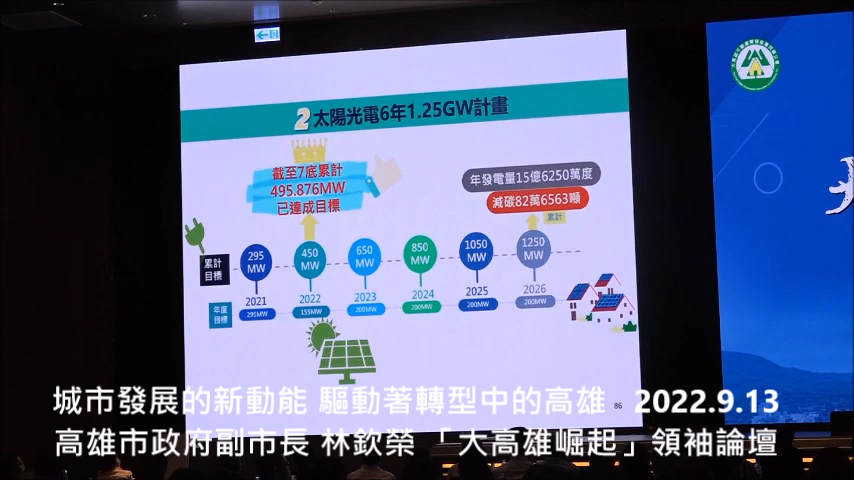 2 太陽光電6年1.25GW計畫
截至7底累計
495.876MW
已達成目標
年發電量15億6250萬度
減碳82萬6563噸
累計
累計
目標
295
MW
450
MW
650
MW
850
MW
1050
MW
1250
MW
2021
2022
2023
2024
2025
2026
年度
目標
295MW
155MW
200MW
200MW
200MW
200MW
86
城市發展的新動能 驅動著轉型中的高雄 2022.9.13
高雄市政府副市長 林欽榮 「大高雄崛起」領袖論壇